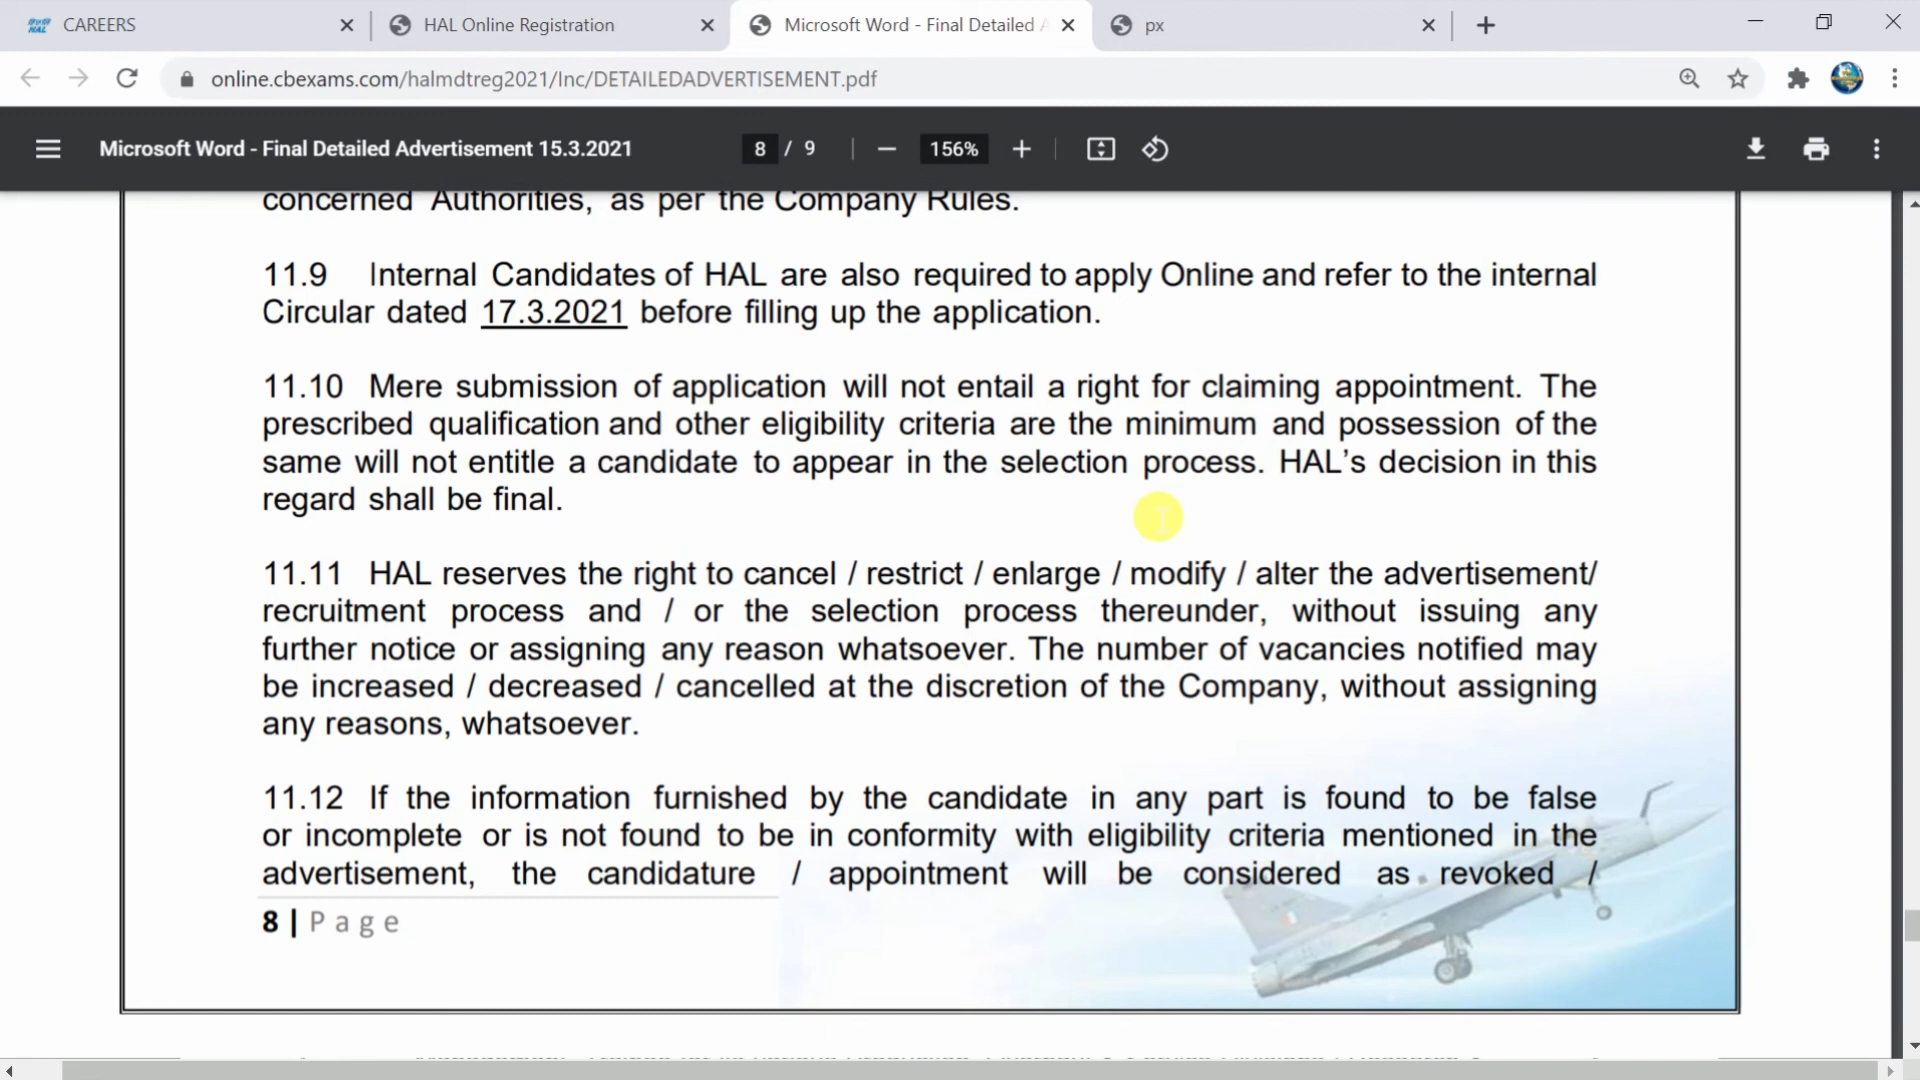 CAREERS
HAL Online Registration
Microsoft Word - Final Detailed A
px
online.cbexams.com/halmdtreg2021/Inc/DETAILEDADVERTISEMENT.pdf
Microsoft Word - Final Detailed Advertisement 15.3.2021
8 / 9
156%
concerned Authorities, as per the Company Rules.
11.9 Internal Candidates of HAL are also required to apply Online and refer to the internal
Circular dated 17.3.2021 before filling up the application.
11.10 Mere submission of application will not entail a right for claiming appointment. The
prescribed qualification and other eligibility criteria are the minimum and possession of the
same will not entitle a candidate to appear in the selection process. HAL’s decision in this
regard shall be final.
11.11 HAL reserves the right to cancel / restrict / enlarge / modify / alter the advertisement/
recruitment process and / or the selection process thereunder, without issuing any
further notice or assigning any reason whatsoever. The number of vacancies notified may
be increased / decreased / cancelled at the discretion of the Company, without assigning
any reasons, whatsoever.
11.12 If the information furnished by the candidate in any part is found to be false
or incomplete or is not found to be in conformity with eligibility criteria mentioned in the
advertisement, the candidature / appointment will be considered as revoked /
8 | Page